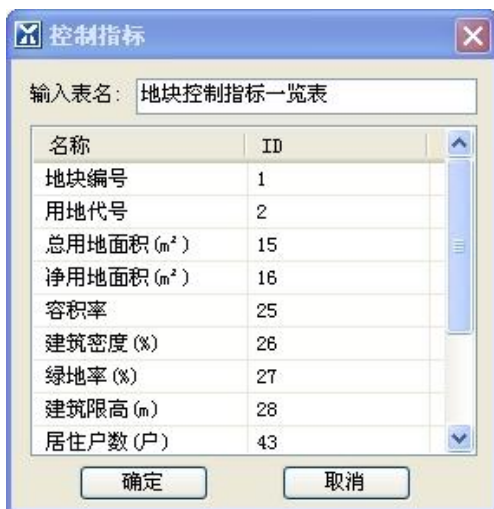 控制指标
输入表名: 地块控制指标一览表
名称 ID
地块编号 1
用地代号 2
总用地面积(m²) 15
净用地面积(m²) 16
容积率 25
建筑密度(%) 26
绿地率(%) 27
建筑限高(m) 28
居住户数(户) 43
确定 取消